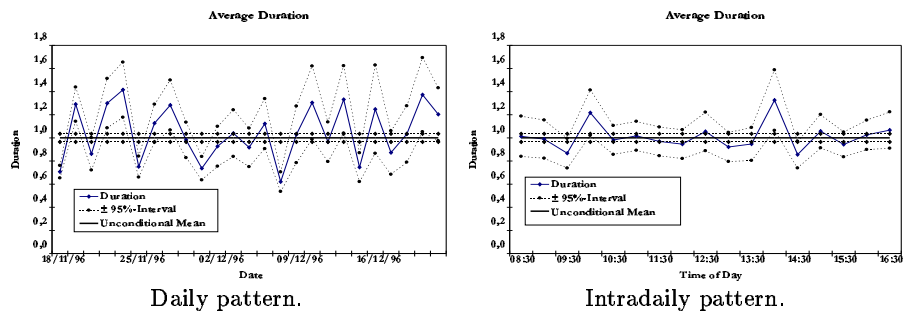 Average Duration
1,8
1,6
1,4
1,2
1,0
0,8
0,6
0,4
0,2
0,0
Duration
Duration
± 95%-Interval
Unconditional Mean
18/11/96 25/11/96 02/12/96 09/12/96 16/12/96
Date
Daily pattern.
Average Duration
1,8
1,6
1,4
1,2
1,0
0,8
0,6
0,4
0,2
0,0
Duration
Duration
± 95%-Interval
Unconditional Mean
08:30 09:30 10:30 11:30 12:30 13:30 14:30 15:30 16:30
Time of Day
Intradaily pattern.